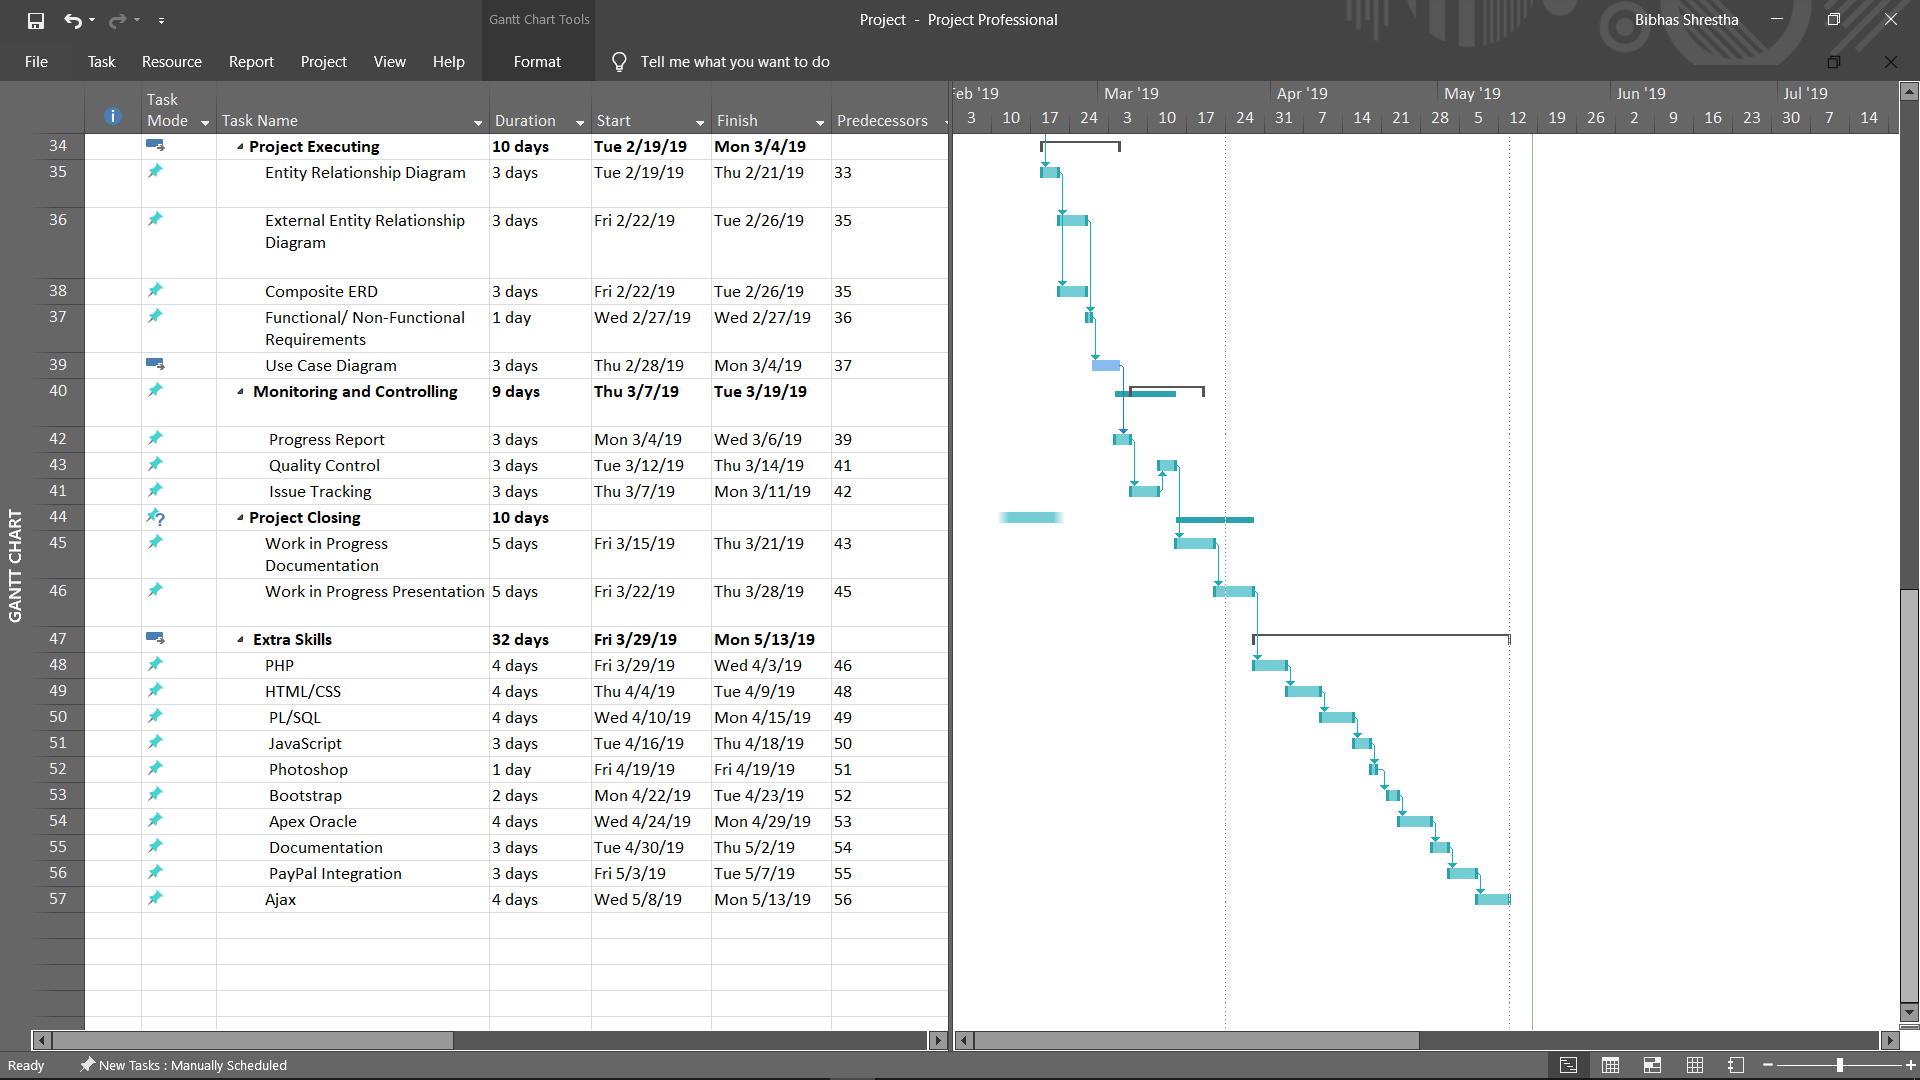 Gantt Chart Tools
Project - Project Professional
Bibhas Shrestha
File Task Resource Report Project View Help Format Tell me what you want to do
Task Mode Task Name Duration Start Finish Predecessors
34 Project Executing 10 days Tue 2/19/19 Mon 3/4/19
35 Entity Relationship Diagram 3 days Tue 2/19/19 Thu 2/21/19 33
36 External Entity Relationship Diagram 3 days Fri 2/22/19 Tue 2/26/19 35
38 Composite ERD 3 days Fri 2/22/19 Tue 2/26/19 35
37 Functional/ Non-Functional Requirements 1 day Wed 2/27/19 Wed 2/27/19 36
39 Use Case Diagram 3 days Thu 2/28/19 Mon 3/4/19 37
40 Monitoring and Controlling 9 days Thu 3/7/19 Tue 3/19/19
42 Progress Report 3 days Mon 3/4/19 Wed 3/6/19 39
43 Quality Control 3 days Tue 3/12/19 Thu 3/14/19 41
41 Issue Tracking 3 days Thu 3/7/19 Mon 3/11/19 42
44 Project Closing 10 days
45 Work in Progress Documentation 5 days Fri 3/15/19 Thu 3/21/19 43
46 Work in Progress Presentation 5 days Fri 3/22/19 Thu 3/28/19 45
47 Extra Skills 32 days Fri 3/29/19 Mon 5/13/19
48 PHP 4 days Fri 3/29/19 Wed 4/3/19 46
49 HTML/CSS 4 days Thu 4/4/19 Tue 4/9/19 48
50 PL/SQL 4 days Wed 4/10/19 Mon 4/15/19 49
51 JavaScript 3 days Tue 4/16/19 Thu 4/18/19 50
52 Photoshop 1 day Fri 4/19/19 Fri 4/19/19 51
53 Bootstrap 2 days Mon 4/22/19 Tue 4/23/19 52
54 Apex Oracle 4 days Wed 4/24/19 Mon 4/29/19 53
55 Documentation 3 days Tue 4/30/19 Thu 5/2/19 54
56 PayPal Integration 3 days Fri 5/3/19 Tue 5/7/19 55
57 Ajax 4 days Wed 5/8/19 Mon 5/13/19 56
Feb '19 Mar '19 Apr '19 May '19 Jun '19 Jul '19
3 10 17 24 3 10 17 24 31 7 14 21 28 5 12 19 26 2 9 16 23 30 7 14
GANTT CHART
Ready New Tasks : Manually Scheduled